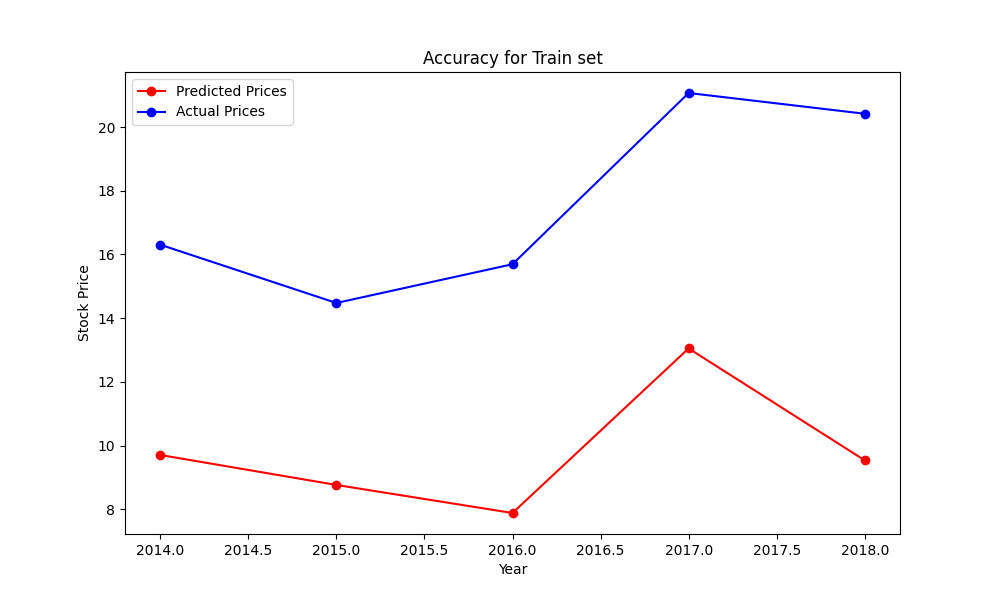 Accuracy for Train set
Predicted Prices
Actual Prices
20
18
16
14
12
10
8
Stock Price
2014.0 2014.5 2015.0 2015.5 2016.0 2016.5 2017.0 2017.5 2018.0
Year